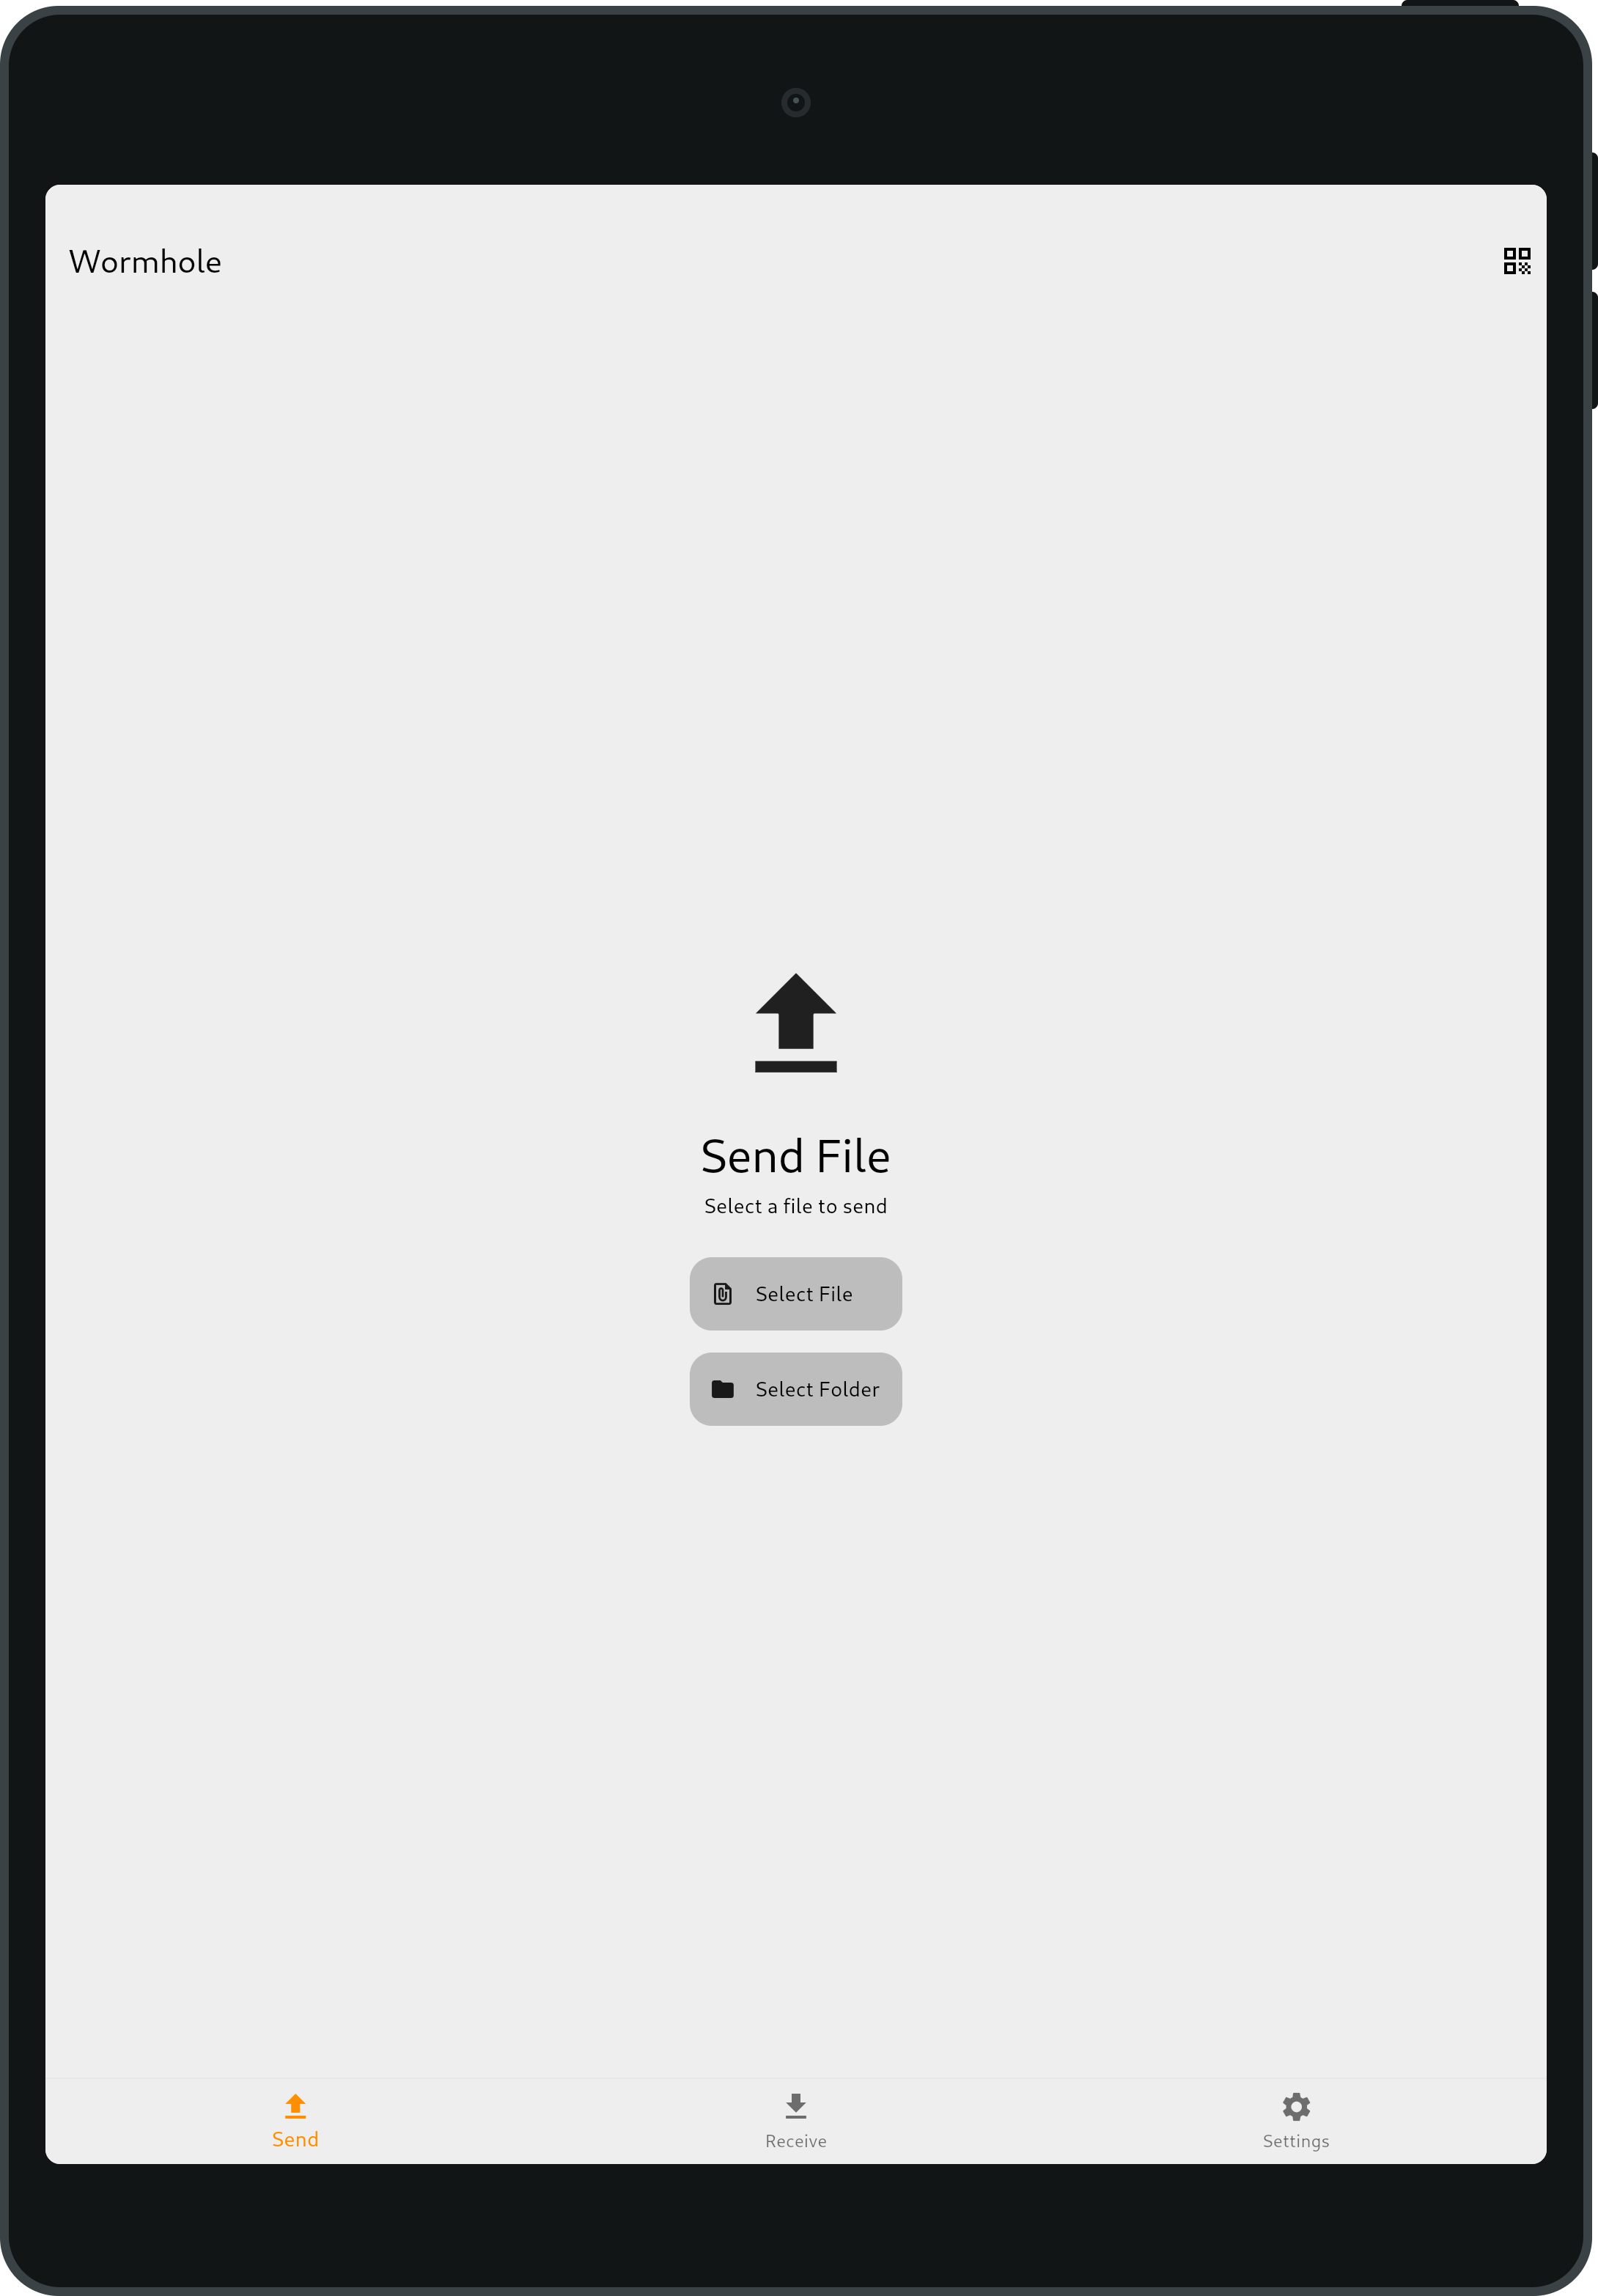 Wormhole
Send File
Select a file to send
Select File
Select Folder
Send
Receive
Settings